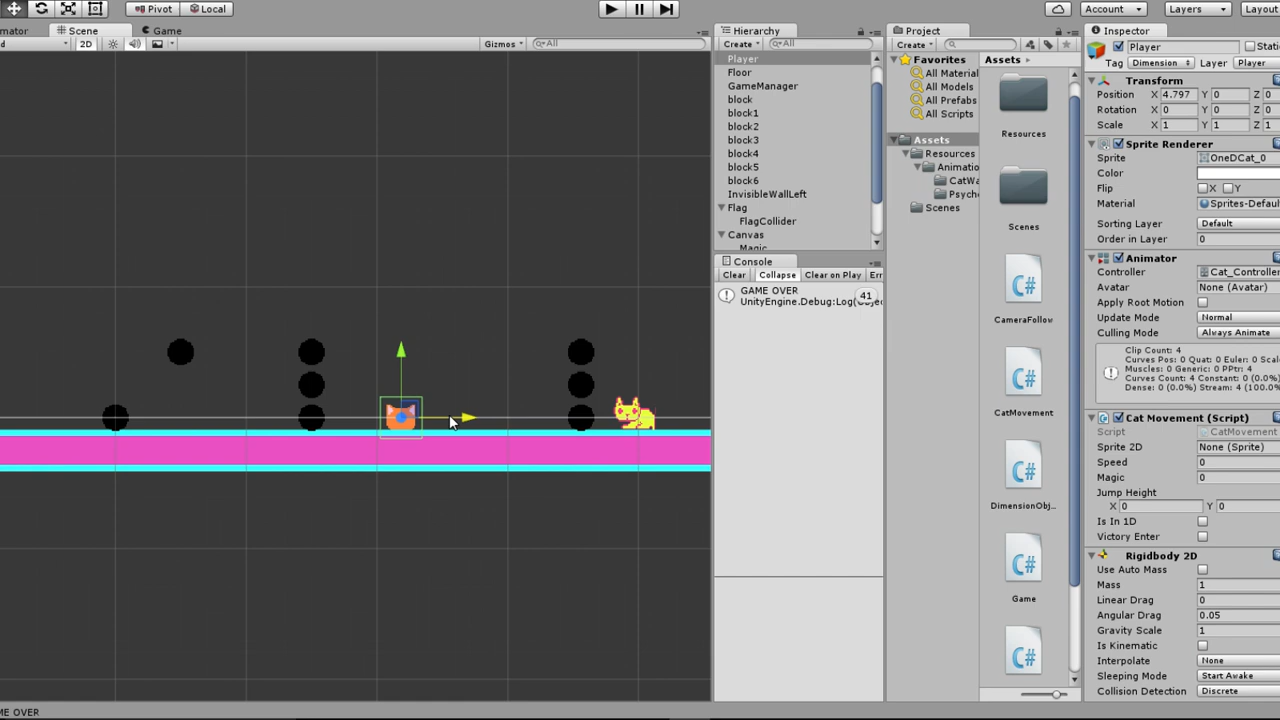 Pivot Local Account Layers Layout
mator Scene Game
2D Gizmos All
Hierarchy
Create All
Player
Floor
GameManager
block
block1
block2
block3
block4
block5
block6
InvisibleWallLeft
Flag
FlagCollider
Canvas
Magic
Console
Clear Collapse Clear on Play Err
GAME OVER
UnityEngine.Debug:Log(Objec
41
Project
Create
Favorites
All Material
All Models
All Prefabs
All Scripts
Assets
Resources
Animatio
CatWa
Psych
Scenes
Assets
Resources
Scenes
CameraFollow
CatMovement
DimensionObj...
Game
C#
C#
C#
C#
C#
Inspector
Player Stati
Tag Dimension Layer Player
Transform
Position X 4.797 Y 0 Z 0
Rotation X 0 Y 0 Z 0
Scale X 1 Y 1 Z 1
Sprite Renderer
Sprite OneDCat_0
Color
Flip X Y
Material Sprites-Defau
Sorting Layer Default
Order in Layer 0
Animator
Controller Cat_Controller
Avatar None (Avatar)
Apply Root Motion
Update Mode Normal
Culling Mode Always Animate
Clip Count: 4
Curves Pos: 0 Quat: 0 Euler: 0 Scale
Muscles: 0 Generic: 0 PPtr: 4
Curves Count: 4 Constant: 0 (0.0%)
Dense: 0 (0.0%) Stream: 4 (100.0%)
Cat Movement (Script)
Script CatMovement
Sprite 2D None (Sprite)
Speed 0
Magic 0
Jump Height
X 0 Y 0
Is In 1D
Victory Enter
Rigidbody 2D
Use Auto Mass
Mass 1
Linear Drag 0
Angular Drag 0.05
Gravity Scale 1
Is Kinematic
Interpolate None
Sleeping Mode Start Awake
Collision Detection Discrete
ME OVER